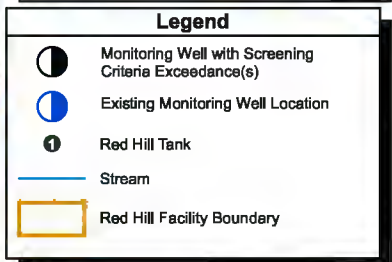 Legend
Monitoring Well with Screening
Criteria Exceedance(s)
Existing Monitoring Well Location
1 Red Hill Tank
Stream
Red Hill Facility Boundary